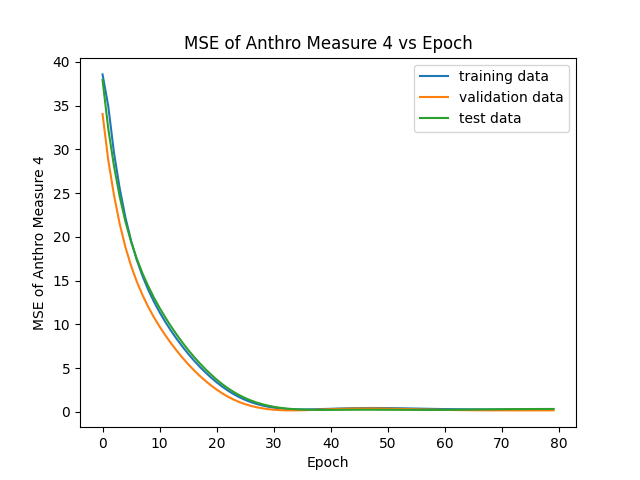 MSE of Anthro Measure 4 vs Epoch
training data
validation data
test data
MSE of Anthro Measure 4
40
35
30
25
20
15
10
5
0
0 10 20 30 40 50 60 70 80
Epoch